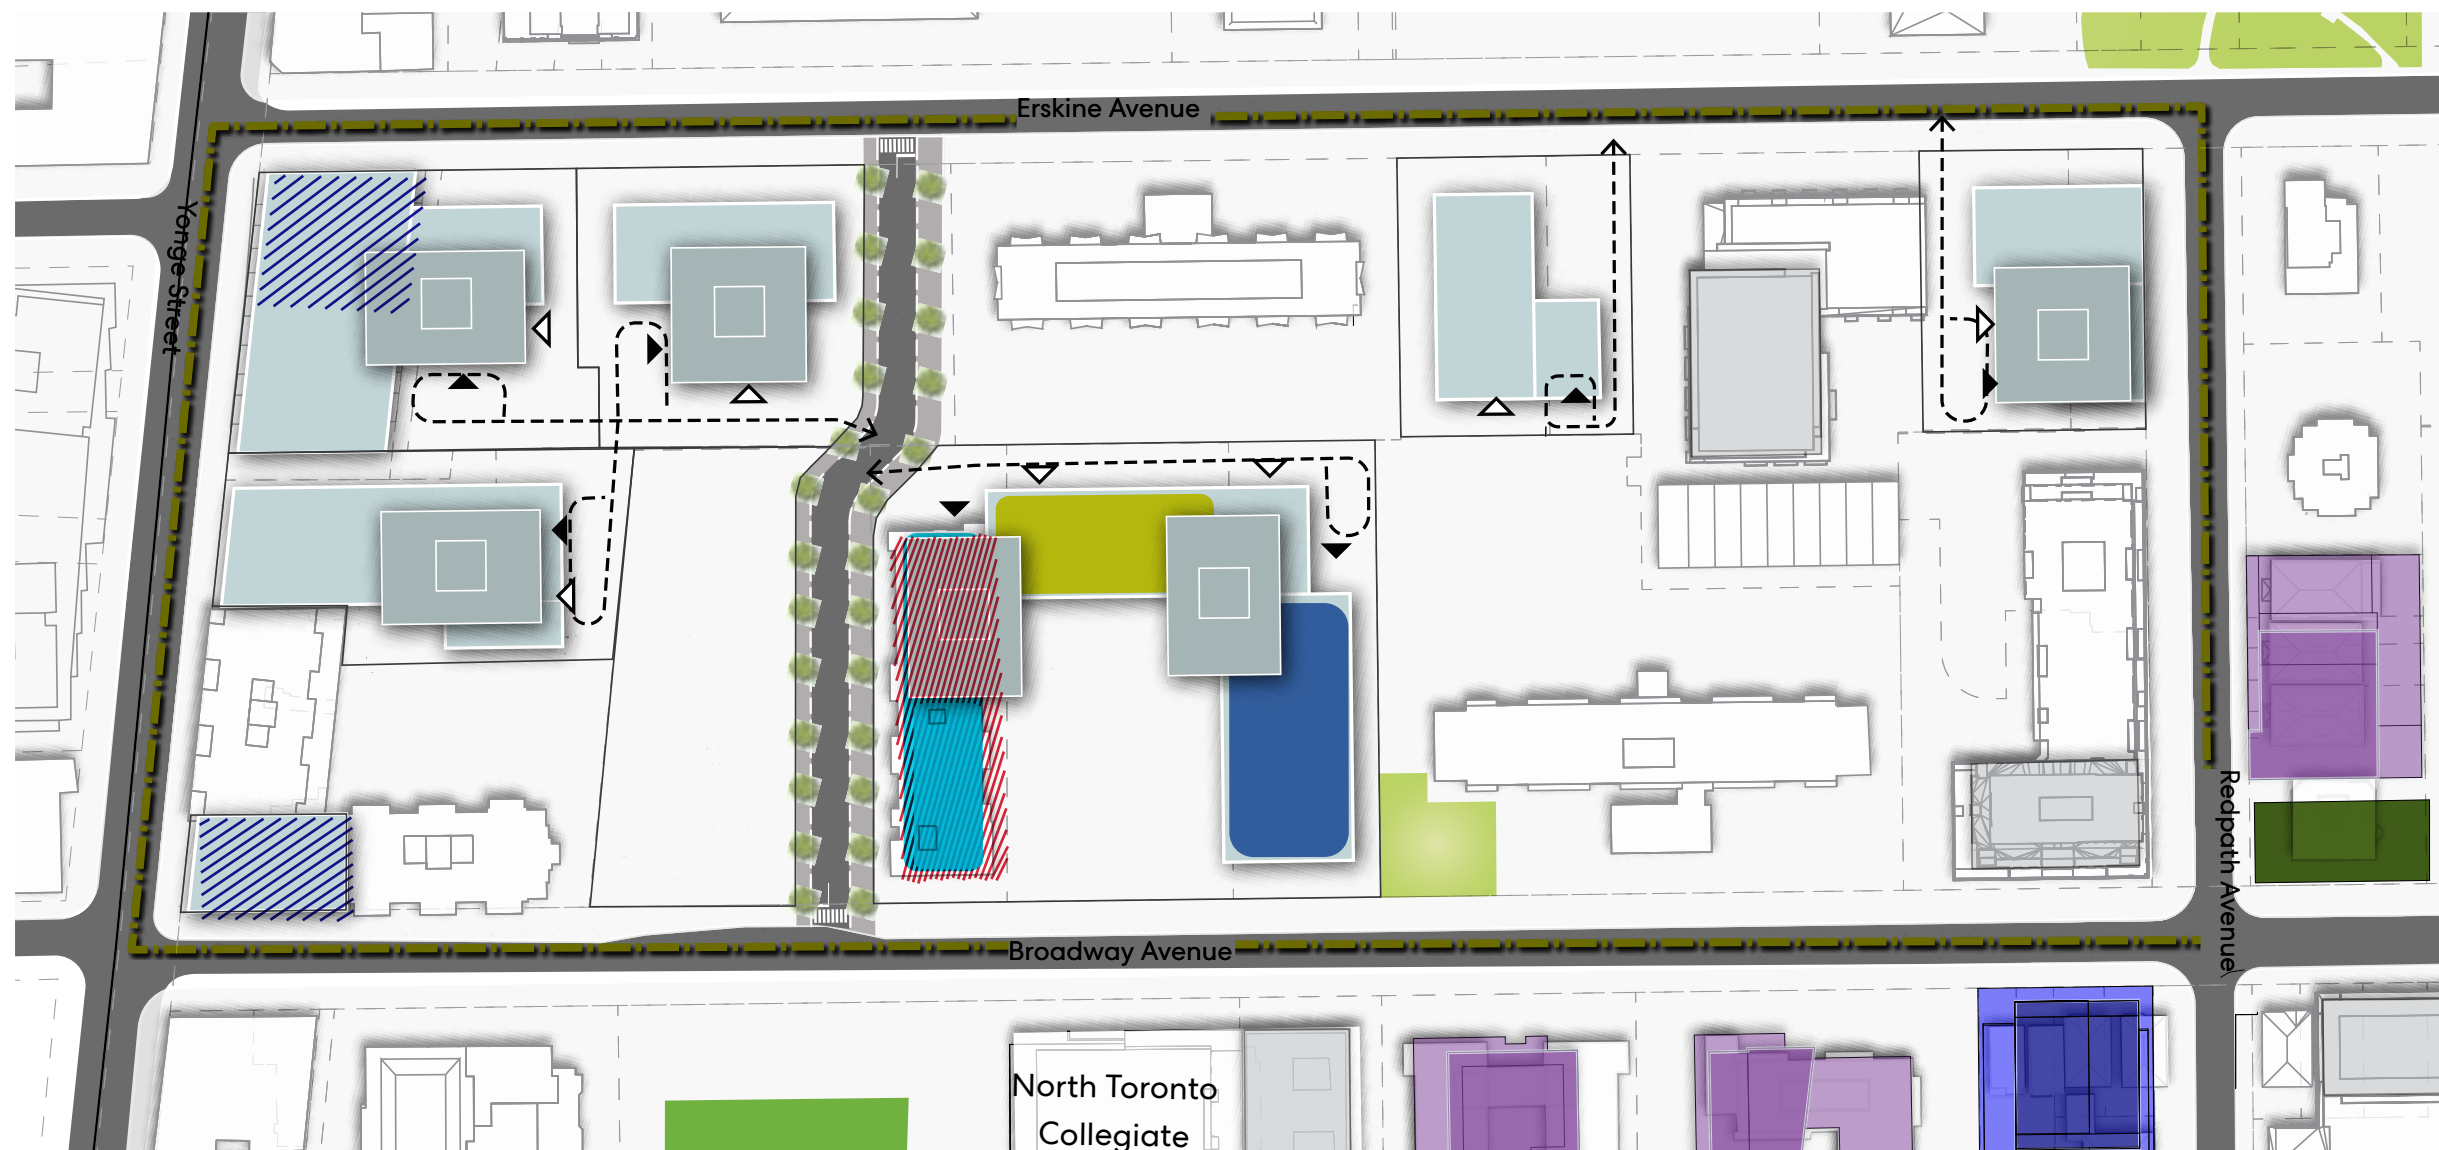 Erskine Avenue
Yonge Street
Redpath Avenue
Broadway Avenue
North Toronto
Collegiate